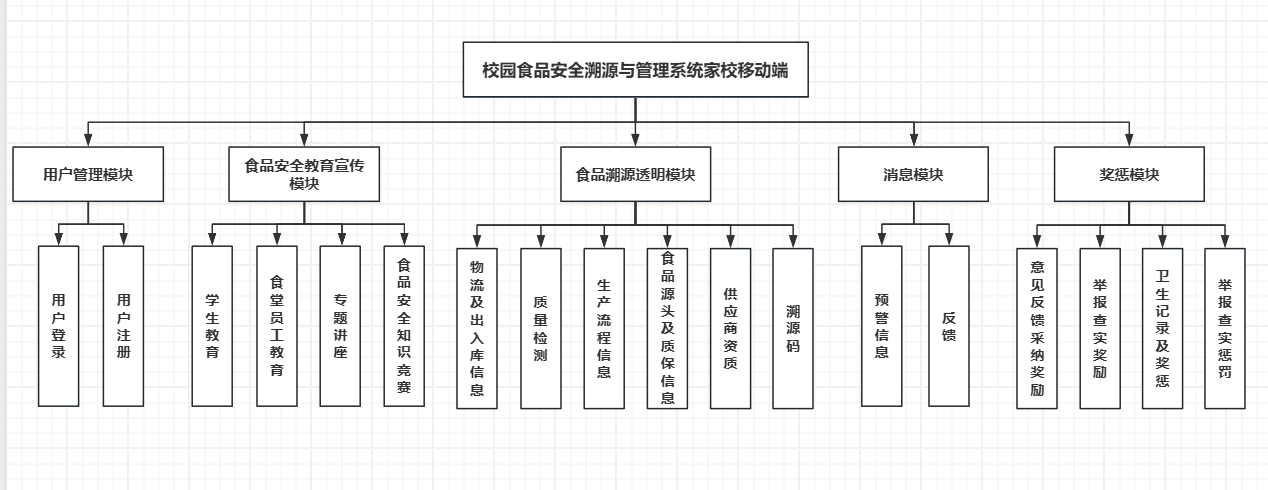 校园食品安全溯源与管理系统家校移动端
用户管理模块
食品安全教育宣传
模块
食品溯源透明模块
消息模块
奖惩模块
用户登录
用户注册
学生教育
食堂员工教育
专题讲座
食品安全知识竞赛
物流及出入库信息
质量检测
生产流程信息
食品源头及质保信息
供应商资质
溯源码
预警信息
反馈
意见反馈采纳奖励
举报查实奖励
卫生记录及奖惩
举报查实惩罚